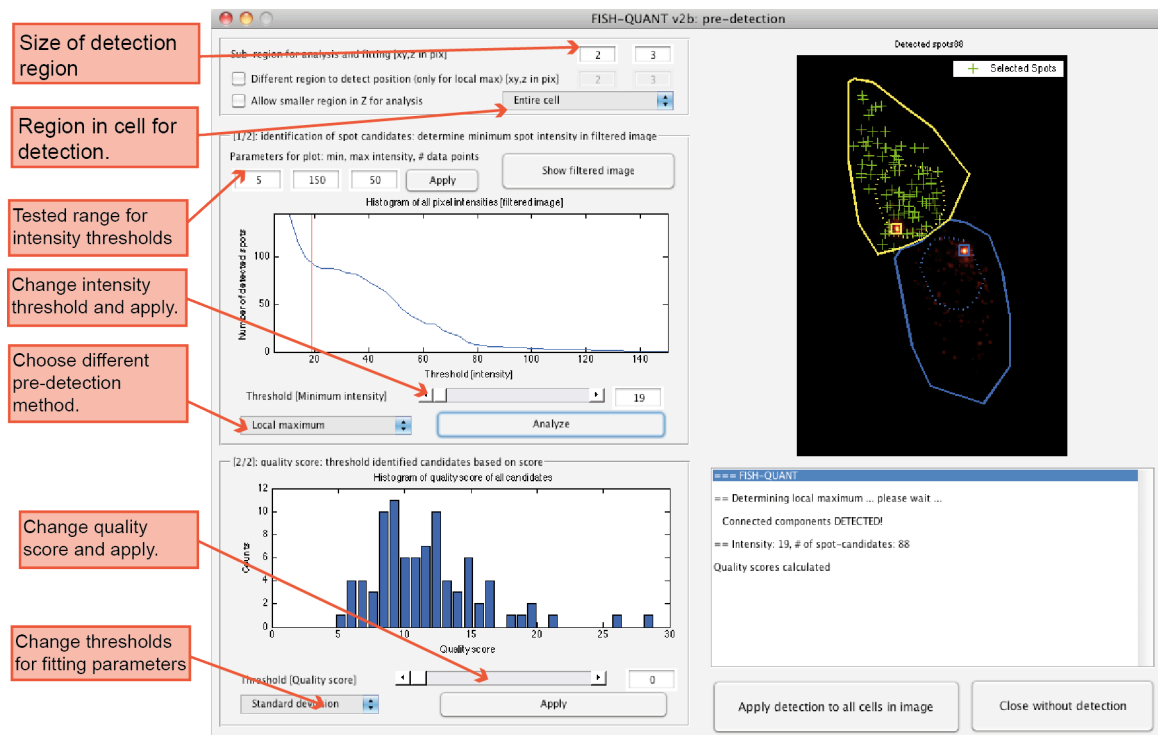 FISH-QUANT v2b: pre-detection
Size of detection
region
Region in cell for
detection.
Tested range for
intensity thresholds
Change intensity
threshold and apply.
Choose different
pre-detection
method.
Change quality
score and apply.
Change thresholds
for fitting parameters
Sub-region for analysis and fitting [xy,z in pix]
2 3
Different region to detect position (only for local max) [xy,z in pix]
2 3
Allow smaller region in Z for analysis
Entire cell
[1/2]: identification of spot candidates: determine minimum spot intensity in filtered image
Parameters for plot: min, max intensity, # data points
5 150 50 Apply
Show filtered image
Histogram of all pixel intensities [filtered image]
Number of detected spots
100
50
0
20 40 60 80 100 120 140
Threshold [intensity]
Threshold [Minimum intensity]
19
Local maximum
Analyze
[2/2]: quality score: threshold identified candidates based on score
Histogram of quality score of all candidates
Counts
12
10
8
6
4
2
0
0 5 10 15 20 25 30
Quality score
Threshold [Quality score]
0
Standard deviation
Apply
Detected spots88
Selected Spots
=== FISH-QUANT
== Determining local maximum ... please wait ...
Connected components DETECTED!
== Intensity: 19, # of spot-candidates: 88
Quality scores calculated
Apply detection to all cells in image
Close without detection